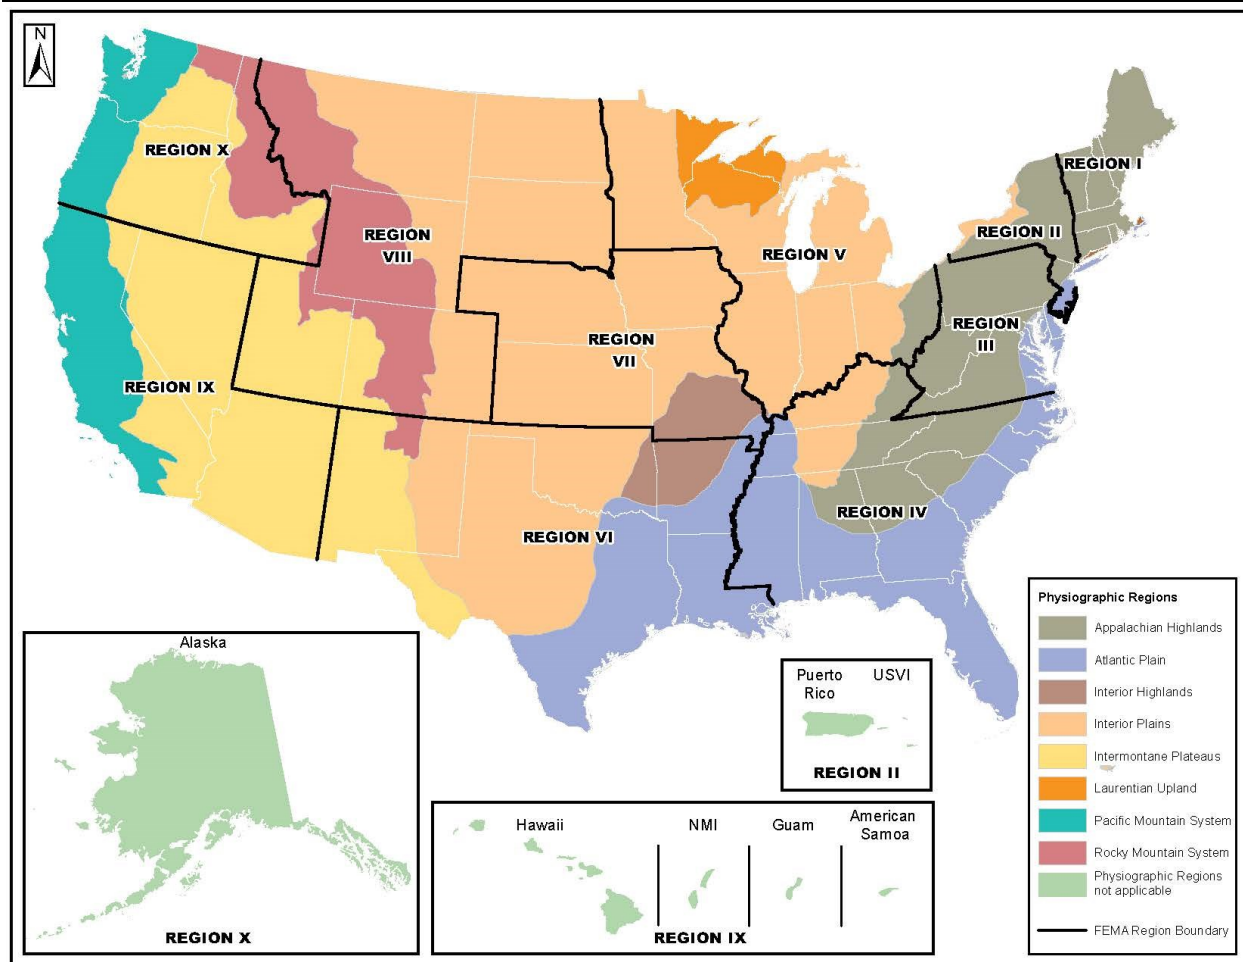 N
REGION X
REGION I
REGION II
REGION
VIII
REGION V
REGION
III
REGION
VII
REGION IX
REGION IV
REGION VI
Physiographic Regions
Appalachian Highlands
Atlantic Plain
Interior Highlands
Interior Plains
Intermontane Plateaus
Laurentian Upland
Pacific Mountain System
Rocky Mountain System
Physiographic Regions
not applicable
FEMA Region Boundary
Alaska
REGION X
Puerto
Rico
USVI
REGION II
Hawaii
NMI
Guam
American
Samoa
REGION IX